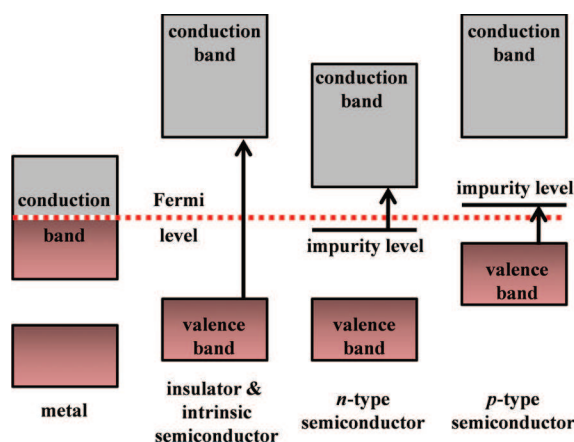 conduction
band
conduction
band
conduction
band
conduction
band
Fermi
level
impurity level
impurity level
valence
band
valence
band
valence
band
metal
insulator &
intrinsic
semiconductor
n-type
semiconductor
p-type
semiconductor